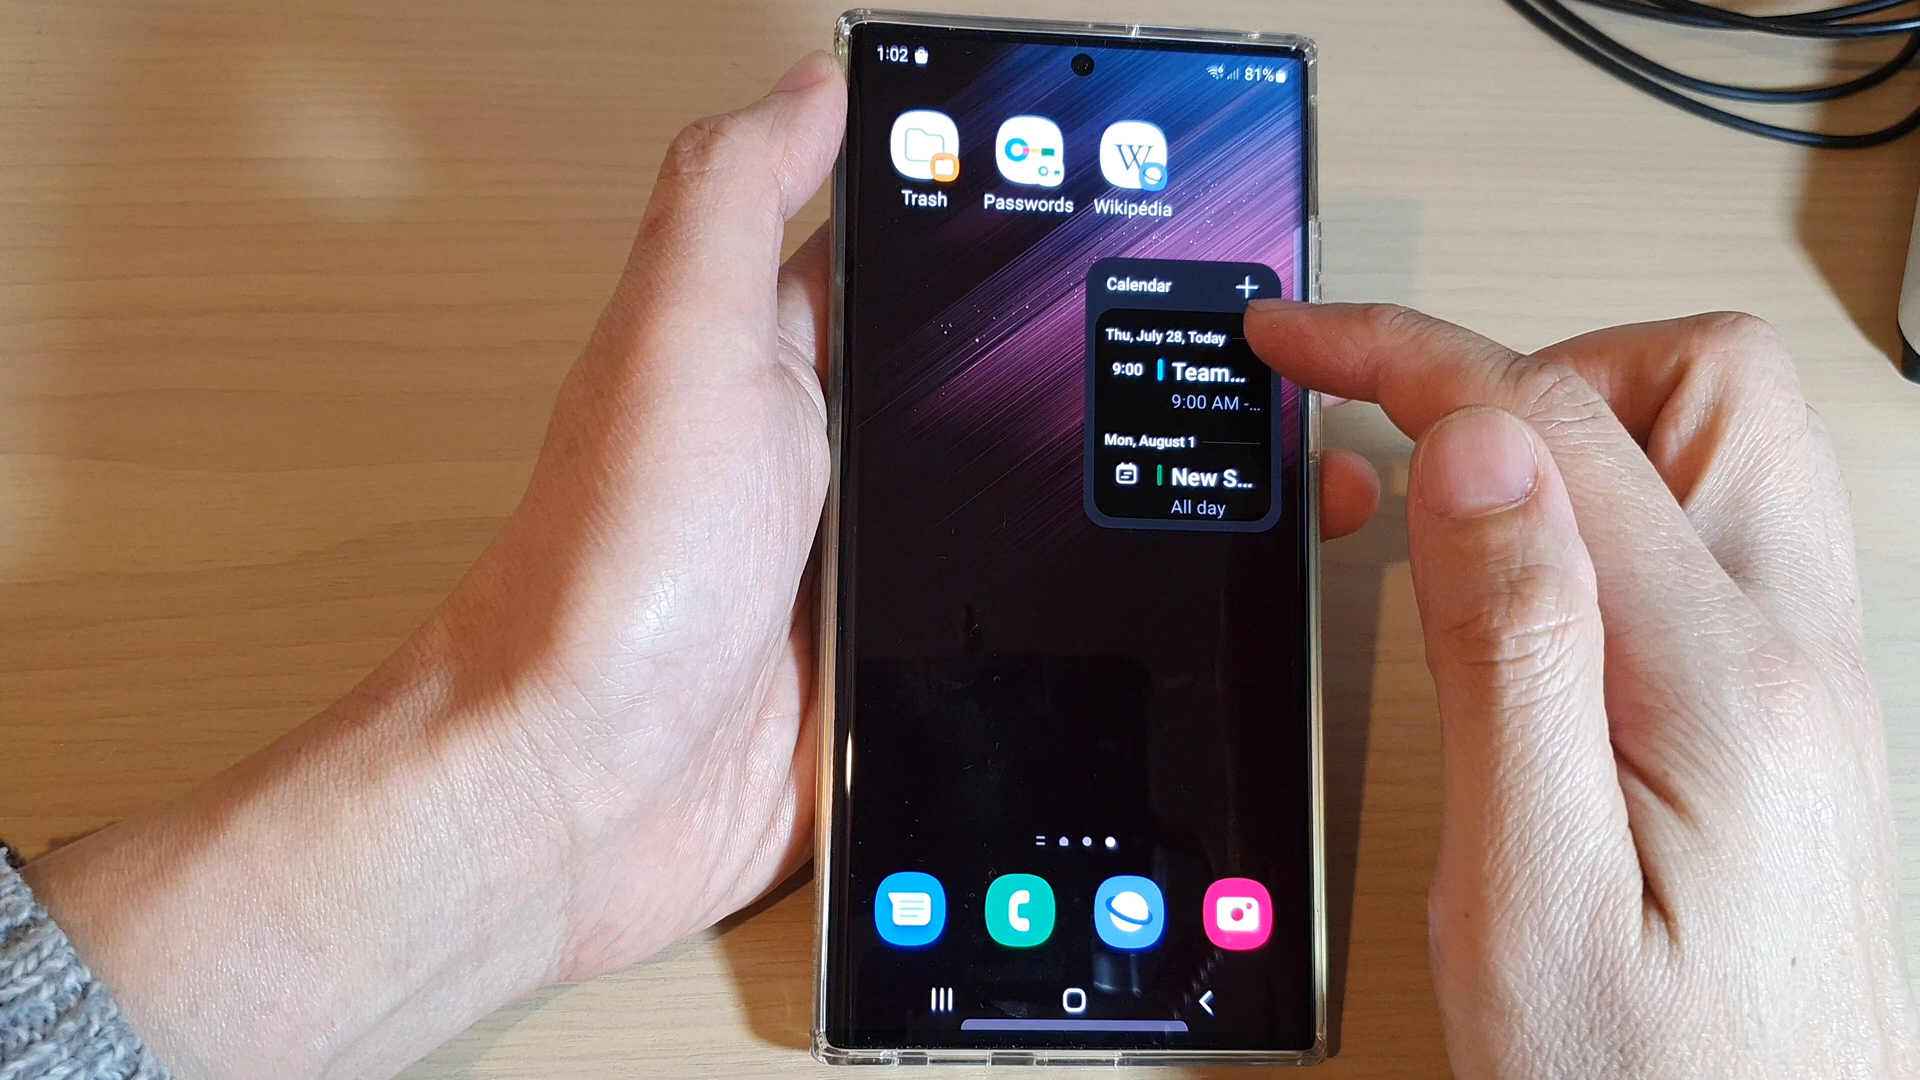 1:02
81%
Trash
Passwords
W
Wikipédia
Calendar
Thu, July 28, Today
9:00 Team...
9:00 AM -...
Mon, August 1
New S...
All day